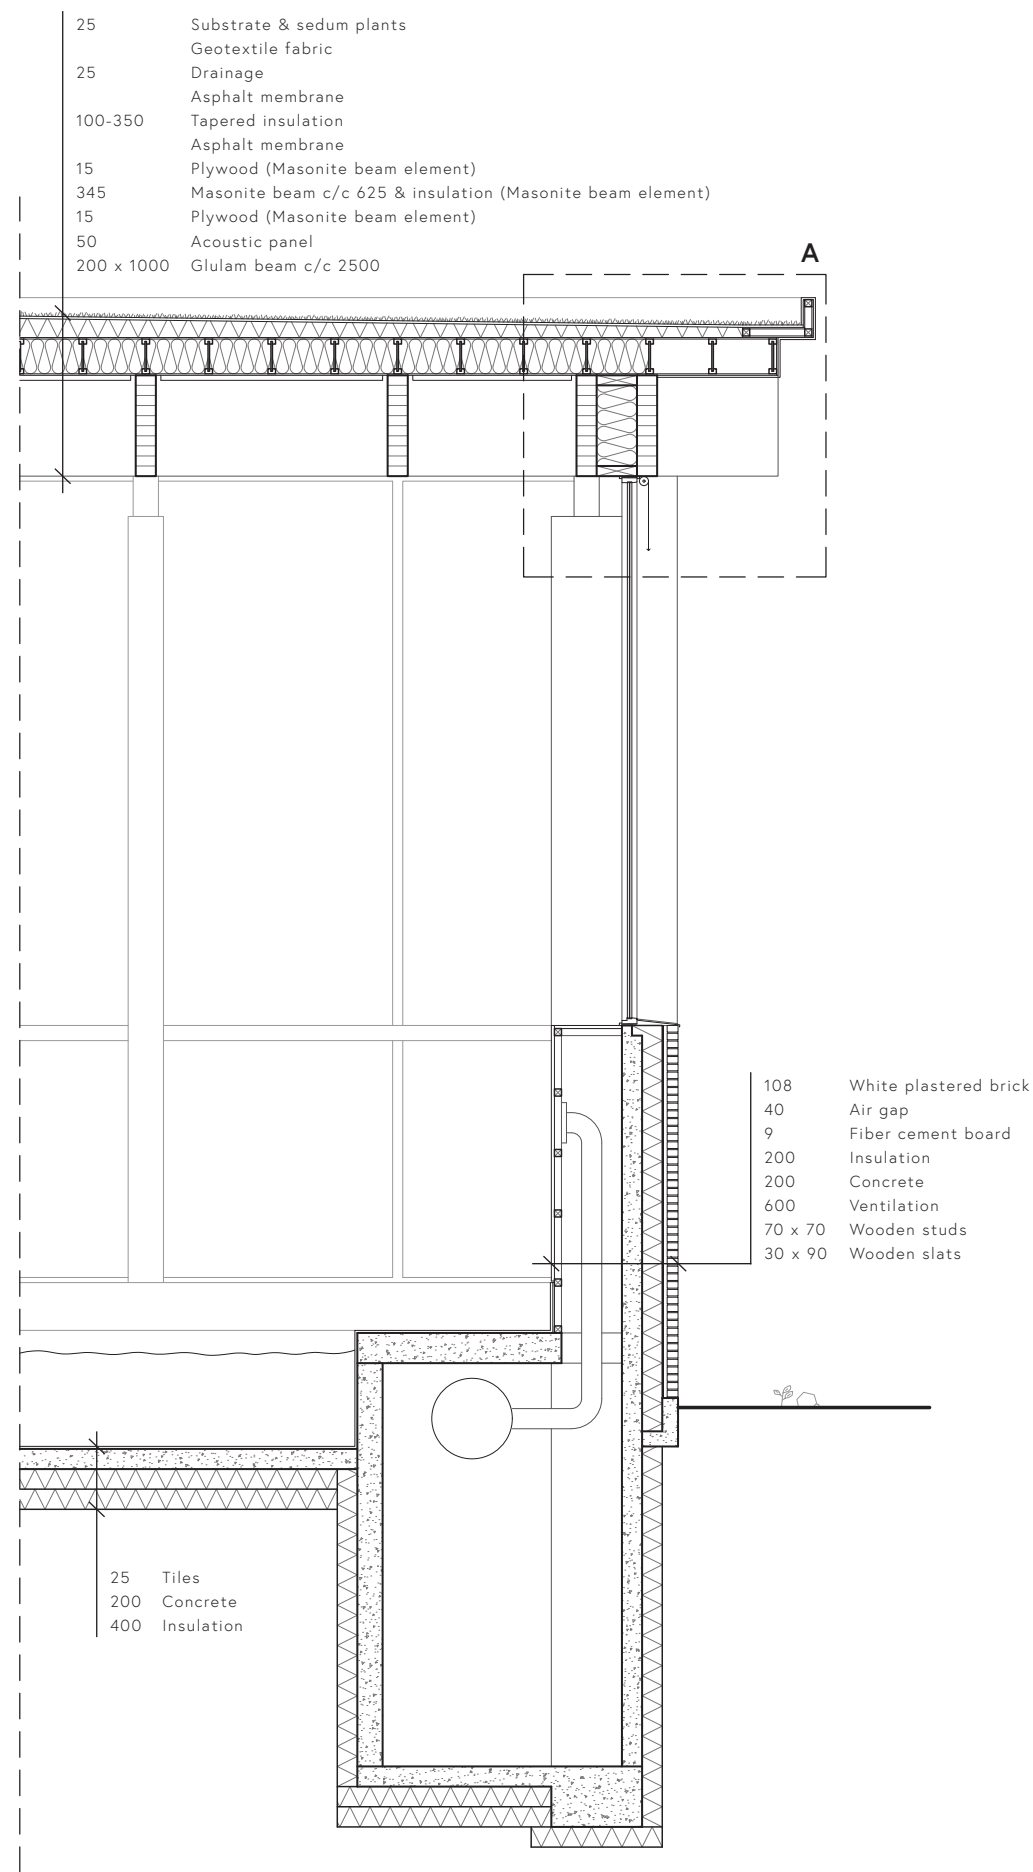 25 Substrate & sedum plants
Geotextile fabric
25 Drainage
Asphalt membrane
100-350 Tapered insulation
Asphalt membrane
15 Plywood (Masonite beam element)
345 Masonite beam c/c 625 & insulation (Masonite beam element)
15 Plywood (Masonite beam element)
50 Acoustic panel
200 x 1000 Glulam beam c/c 2500
A
108 White plastered brick
40 Air gap
9 Fiber cement board
200 Insulation
200 Concrete
600 Ventilation
70 x 70 Wooden studs
30 x 90 Wooden slats
25 Tiles
200 Concrete
400 Insulation